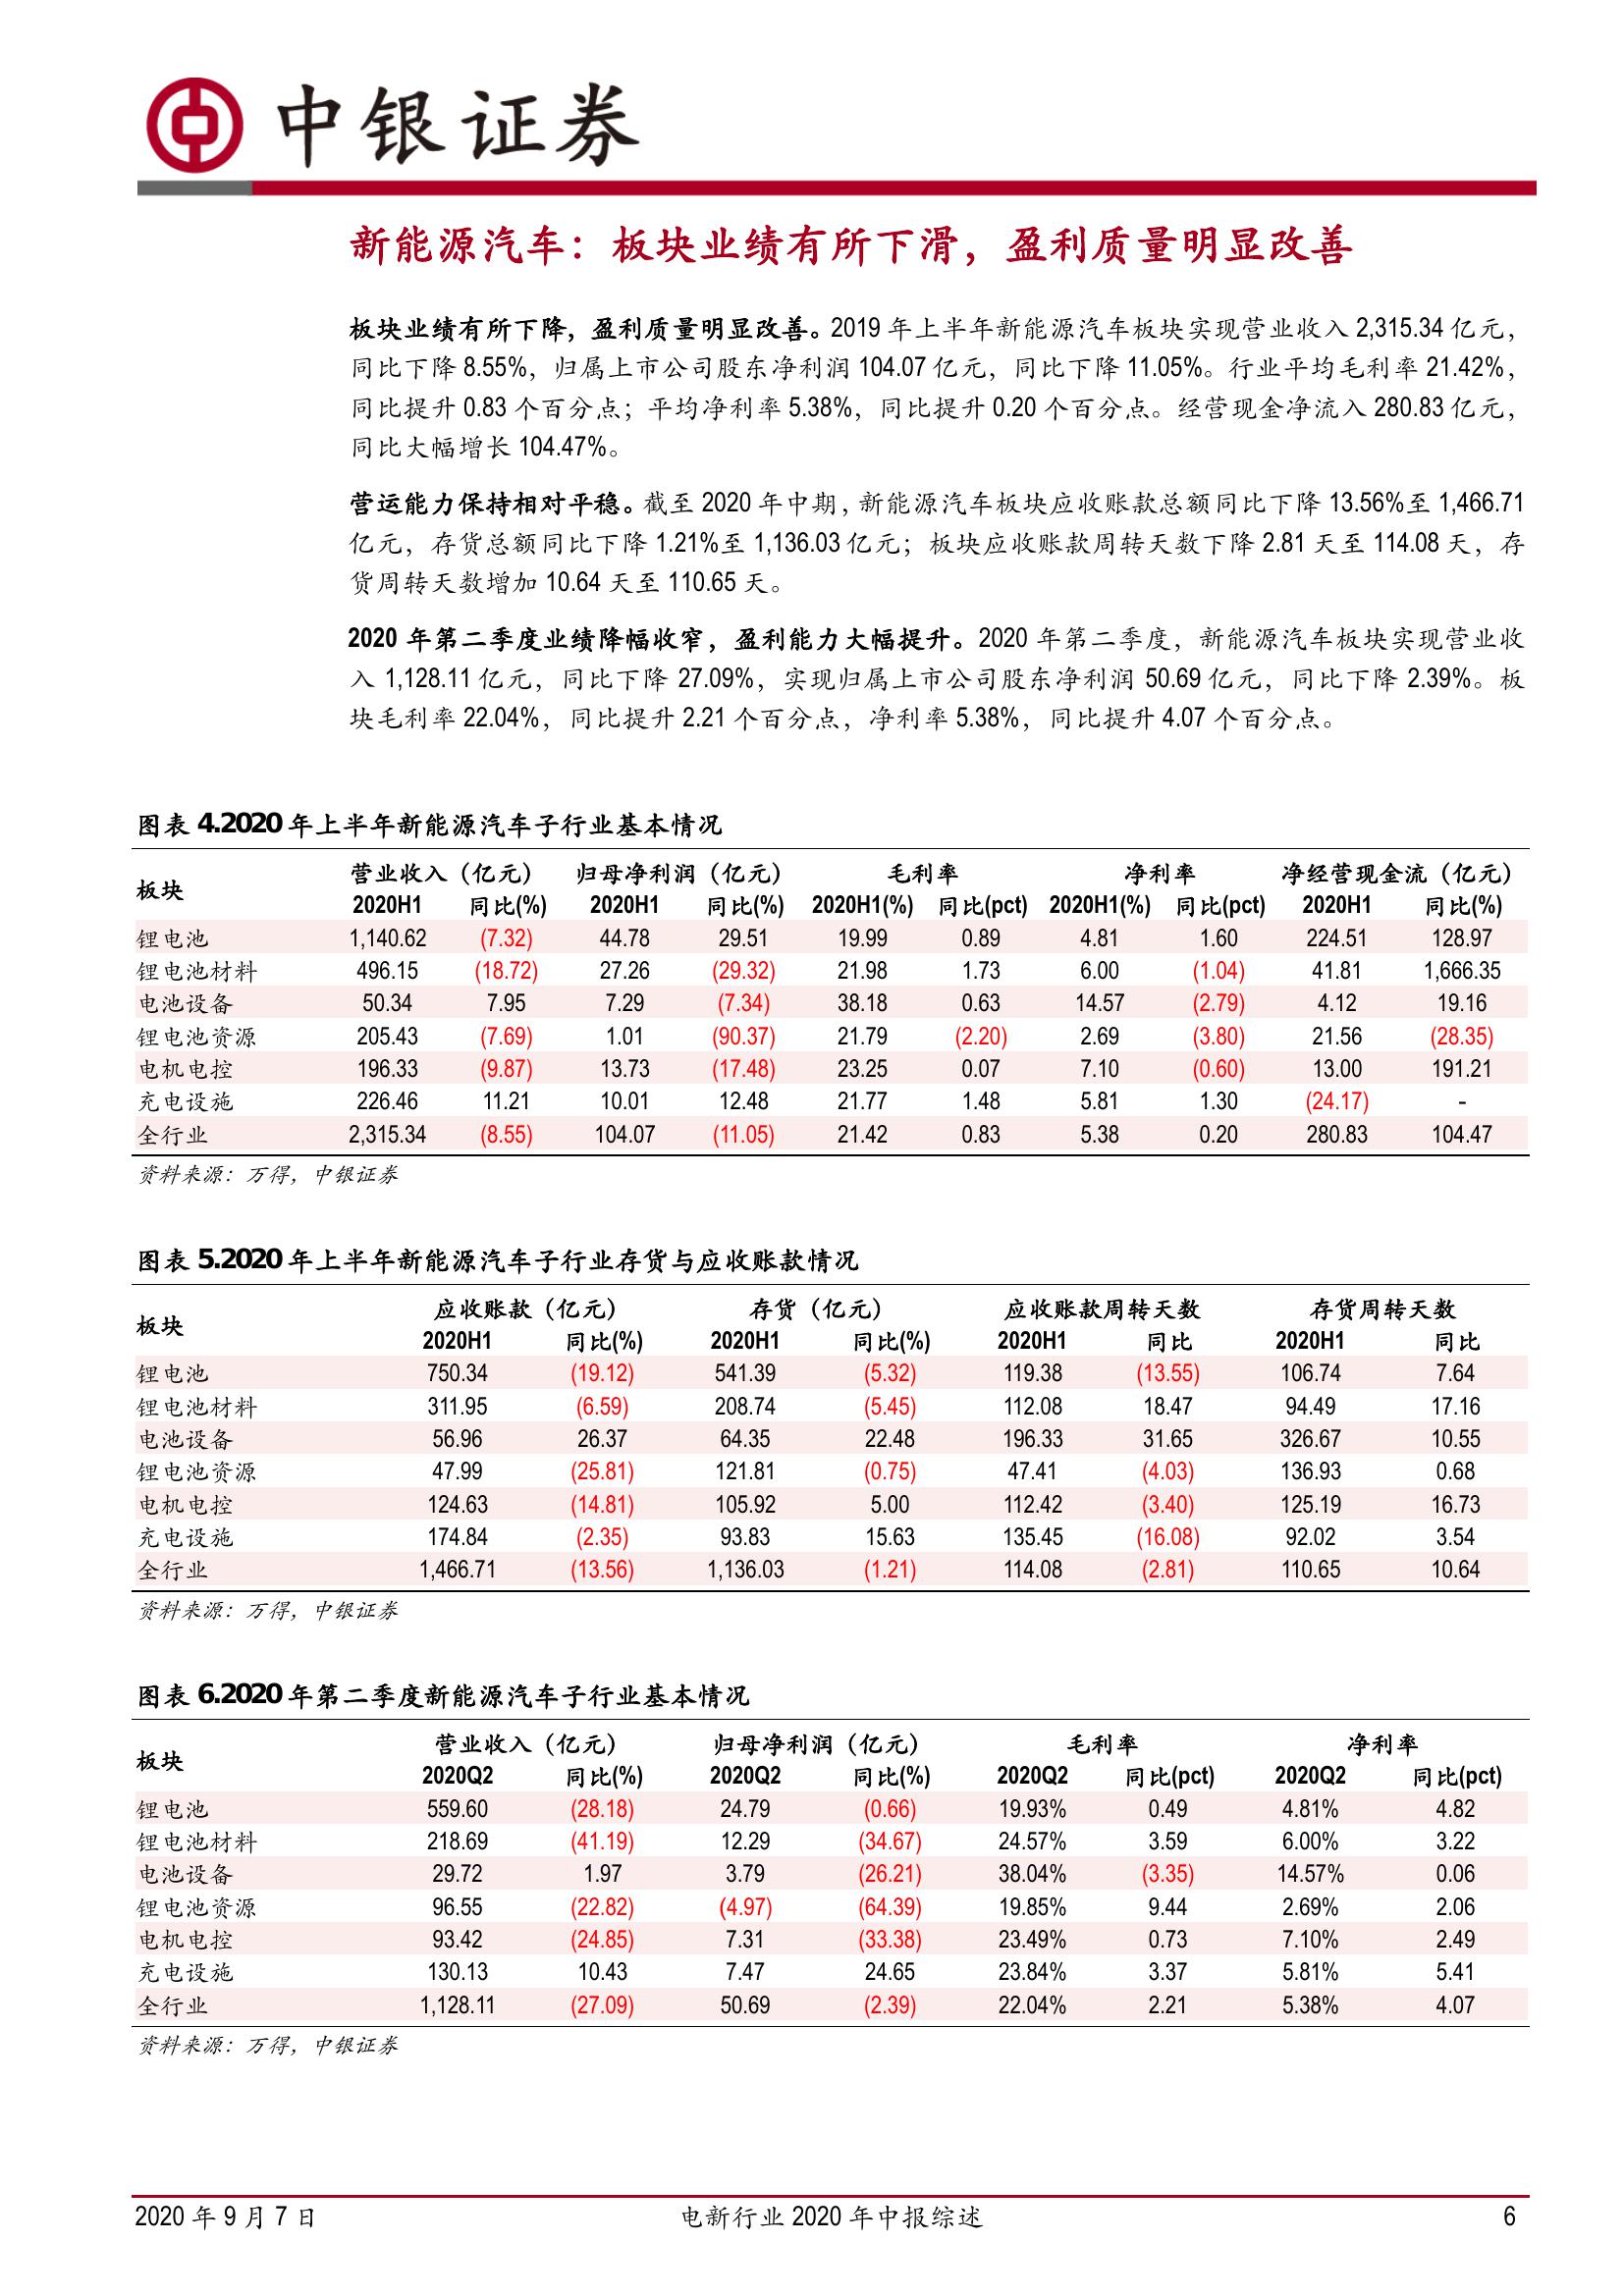 中银证券
新能源汽车：板块业绩有所下滑，盈利质量明显改善
板块业绩有所下降，盈利质量明显改善。2019 年上半年新能源汽车板块实现营业收入 2,315.34 亿元，
同比下降 8.55%，归属上市公司股东净利润 104.07 亿元，同比下降 11.05%。行业平均毛利率 21.42%，
同比提升 0.83 个百分点；平均净利率 5.38%，同比提升 0.20 个百分点。经营现金净流入 280.83 亿元，
同比大幅增长 104.47%。
营运能力保持相对平稳。截至 2020 年中期，新能源汽车板块应收账款总额同比下降 13.56%至 1,466.71
亿元，存货总额同比下降 1.21%至 1,136.03 亿元；板块应收账款周转天数下降 2.81 天至 114.08 天，存
货周转天数增加 10.64 天至 110.65 天。
2020 年第二季度业绩降幅收窄，盈利能力大幅提升。2020 年第二季度，新能源汽车板块实现营业收
入 1,128.11 亿元，同比下降 27.09%，实现归属上市公司股东净利润 50.69 亿元，同比下降 2.39%。板
块毛利率 22.04%，同比提升 2.21 个百分点，净利率 5.38%，同比提升 4.07 个百分点。
图表 4.2020 年上半年新能源汽车子行业基本情况
板块 营业收入（亿元） 归母净利润（亿元） 毛利率 净利率 净经营现金流（亿元）
2020H1 同比(%) 2020H1 同比(%) 2020H1(%) 同比(pct) 2020H1(%) 同比(pct) 2020H1 同比(%)
锂电池 1,140.62 (7.32) 44.78 29.51 19.99 0.89 4.81 1.60 224.51 128.97
锂电池材料 496.15 (18.72) 27.26 (29.32) 21.98 1.73 6.00 (1.04) 41.81 1,666.35
电池设备 50.34 7.95 7.29 (7.34) 38.18 0.63 14.57 (2.79) 4.12 19.16
锂电池资源 205.43 (7.69) 1.01 (90.37) 21.79 (2.20) 2.69 (3.80) 21.56 (28.35)
电机电控 196.33 (9.87) 13.73 (17.48) 23.25 0.07 7.10 (0.60) 13.00 191.21
充电设施 226.46 11.21 10.01 12.48 21.77 1.48 5.81 1.30 (24.17) -
全行业 2,315.34 (8.55) 104.07 (11.05) 21.42 0.83 5.38 0.20 280.83 104.47
资料来源：万得，中银证券
图表 5.2020 年上半年新能源汽车子行业存货与应收账款情况
板块 应收账款（亿元） 存货（亿元） 应收账款周转天数 存货周转天数
2020H1 同比(%) 2020H1 同比(%) 2020H1 同比 2020H1 同比
锂电池 750.34 (19.12) 541.39 (5.32) 119.38 (13.55) 106.74 7.64
锂电池材料 311.95 (6.59) 208.74 (5.45) 112.08 18.47 94.49 17.16
电池设备 56.96 26.37 64.35 22.48 196.33 31.65 326.67 10.55
锂电池资源 47.99 (25.81) 121.81 (0.75) 47.41 (4.03) 136.93 0.68
电机电控 124.63 (14.81) 105.92 5.00 112.42 (3.40) 125.19 16.73
充电设施 174.84 (2.35) 93.83 15.63 135.45 (16.08) 92.02 3.54
全行业 1,466.71 (13.56) 1,136.03 (1.21) 114.08 (2.81) 110.65 10.64
资料来源：万得，中银证券
图表 6.2020 年第二季度新能源汽车子行业基本情况
板块 营业收入（亿元） 归母净利润（亿元） 毛利率 净利率
2020Q2 同比(%) 2020Q2 同比(%) 2020Q2 同比(pct) 2020Q2 同比(pct)
锂电池 559.60 (28.18) 24.79 (0.66) 19.93% 0.49 4.81% 4.82
锂电池材料 218.69 (41.19) 12.29 (34.67) 24.57% 3.59 6.00% 3.22
电池设备 29.72 1.97 3.79 (26.21) 38.04% (3.35) 14.57% 0.06
锂电池资源 96.55 (22.82) (4.97) (64.39) 19.85% 9.44 2.69% 2.06
电机电控 93.42 (24.85) 7.31 (33.38) 23.49% 0.73 7.10% 2.49
充电设施 130.13 10.43 7.47 24.65 23.84% 3.37 5.81% 5.41
全行业 1,128.11 (27.09) 50.69 (2.39) 22.04% 2.21 5.38% 4.07
资料来源：万得，中银证券
2020 年 9 月 7 日 电新行业 2020 年中报综述 6